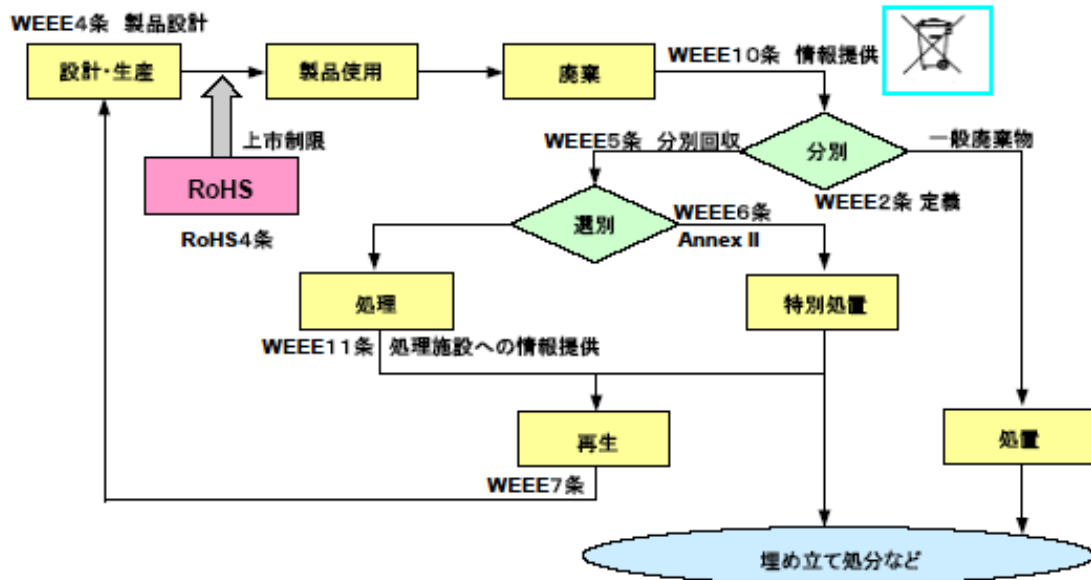 WEEE4条 製品設計
設計・生産
製品使用
廃棄
WEEE10条 情報提供
上市制限
WEEE5条 分別回収
分別
一般廃棄物
RoHS
WEEE2条 定義
RoHS4条
選別
WEEE6条
Annex II
処理
特別処置
WEEE11条 処理施設への情報提供
再生
処置
WEEE7条
埋め立て処分など